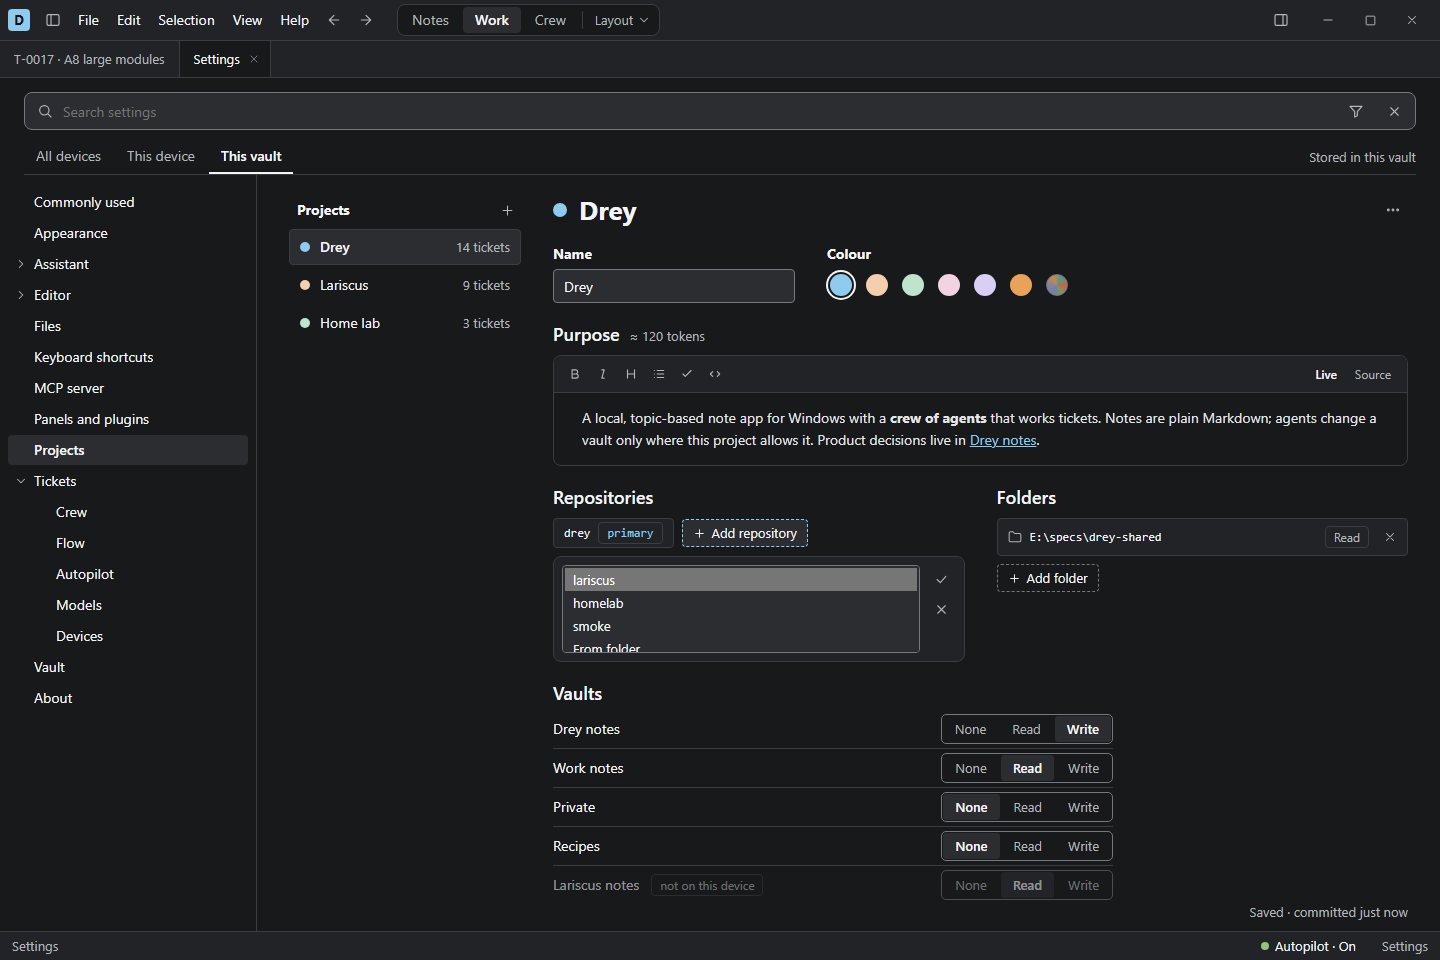 D File Edit Selection View Help Notes Work Crew Layout
T-0017 · A8 large modules Settings
Search settings
All devices This device This vault Stored in this vault
Commonly used
Appearance
Assistant
Editor
Files
Keyboard shortcuts
MCP server
Panels and plugins
Projects
Tickets
Crew
Flow
Autopilot
Models
Devices
Vault
About
Projects
Drey 14 tickets
Lariscus 9 tickets
Home lab 3 tickets
Drey
Name Colour
Drey
Purpose ≈ 120 tokens
B I H Live Source
A local, topic-based note app for Windows with a crew of agents that works tickets. Notes are plain Markdown; agents change a
vault only where this project allows it. Product decisions live in Drey notes.
Repositories
drey primary Add repository
lariscus
homelab
smoke
From folder
Folders
E:\specs\drey-shared Read
Add folder
Vaults
Drey notes None Read Write
Work notes None Read Write
Private None Read Write
Recipes None Read Write
Lariscus notes not on this device None Read Write
Saved · committed just now
Settings Autopilot · On Settings